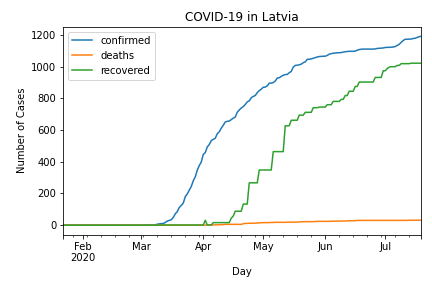 COVID-19 in Latvia
confirmed
deaths
recovered
Number of Cases
1200
1000
800
600
400
200
0
Feb Mar Apr May Jun Jul
2020
Day